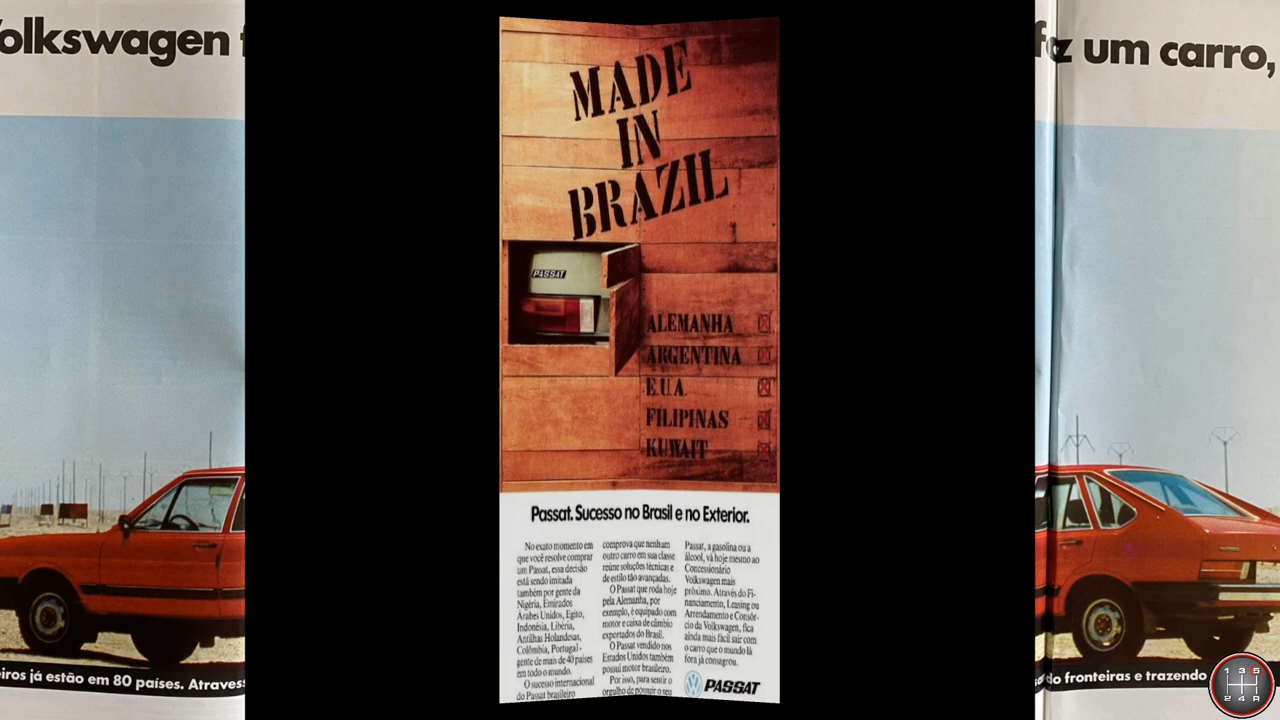 olkswagen f
faz um carro,
MADE
IN
BRAZIL
PASSAT
ALEMANHA
ARGENTINA
E.U.A.
FILIPINAS
KUWAIT
Passat. Sucesso no Brasil e no Exterior.
No exato momento em
que você resolve comprar
um Passat, essa decisão
está sendo imitada
também por gente da
Nigéria, Emirados
Árabes Unidos, Egito,
Indonésia, Libéria,
Antilhas Holandesas,
Colômbia, Portugal -
gente de mais de 40 países
em todo o mundo.
O sucesso internacional
do Passat brasileiro
comprova que nenhum
outro carro em sua classe
reúne soluções técnicas e
de estilo tão avançadas.
O Passat que roda hoje
pela Alemanha, por
exemplo, é equipado com
motor e caixa de câmbio
exportados do Brasil.
O Passat vendido nos
Estados Unidos também
possui motor brasileiro.
Por isso, para sentir o
orgulho de possuir o seu
Passat, a gasolina ou a
álcool, vá hoje mesmo ao
Concessionário
Volkswagen mais
próximo. Através do Fi-
nanciamento, Leasing ou
Arrendamento e Consór-
cio da Volkswagen, fica
ainda mais fácil sair com
o carro que o mundo lá
fora já consagrou.
PASSAT
eiros já estão em 80 países. Atraves
do fronteiras e trazendo
1 3 5
2 4 R